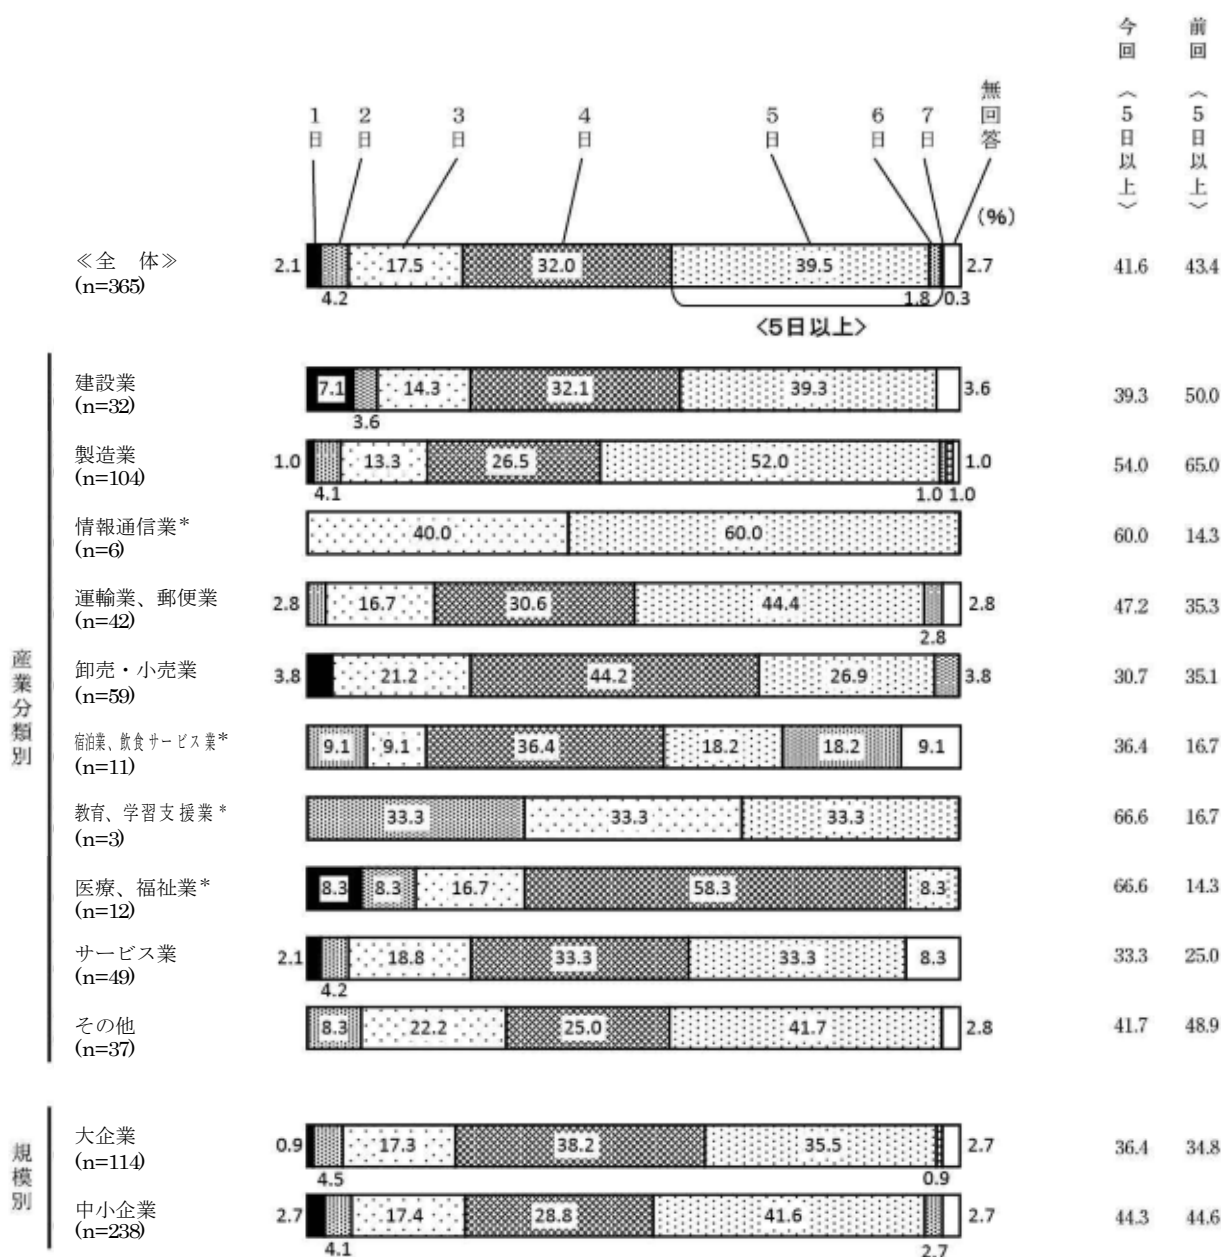 今回〈5日以上〉
前回〈5日以上〉
1日 2日 3日 4日 5日 6日 7日 無回答
(%)
≪全 体≫
(n=365)
2.1 17.5 32.0 39.5 2.7 41.6 43.4
4.2 1.8 0.3
<5日以上>
産業分類別
建設業
(n=32)
7.1 14.3 32.1 39.3 3.6 39.3 50.0
3.6
製造業
(n=104)
1.0 13.3 26.5 52.0 1.0 54.0 65.0
4.1 1.0 1.0
情報通信業*
(n=6)
40.0 60.0 60.0 14.3
運輸業、郵便業
(n=42)
2.8 16.7 30.6 44.4 2.8 47.2 35.3
2.8
卸売・小売業
(n=59)
3.8 21.2 44.2 26.9 3.8 30.7 35.1
宿泊業、飲食サービス業*
(n=11)
9.1 9.1 36.4 18.2 18.2 9.1 36.4 16.7
教育、学習支援業*
(n=3)
33.3 33.3 33.3 66.6 16.7
医療、福祉業*
(n=12)
8.3 8.3 16.7 58.3 8.3 66.6 14.3
サービス業
(n=49)
2.1 18.8 33.3 33.3 8.3 33.3 25.0
4.2
その他
(n=37)
8.3 22.2 25.0 41.7 2.8 41.7 48.9
規模別
大企業
(n=114)
0.9 17.3 38.2 35.5 2.7 36.4 34.8
4.5 0.9
中小企業
(n=238)
2.7 17.4 28.8 41.6 2.7 44.3 44.6
4.1 2.7